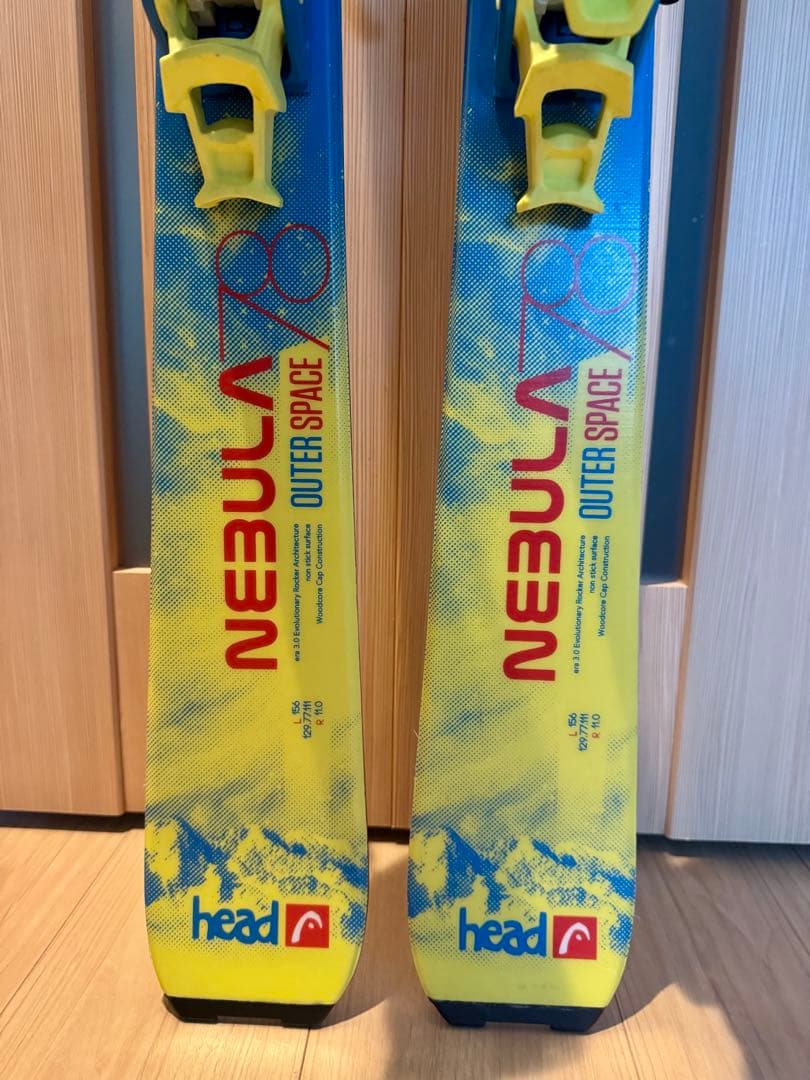 NEBULA 78
OUTER SPACE
era 3.0 Evolutionary Rocker Architecture
non stick surface
Woodcore Cap Construction
L 156
129.77.111
R 11.0
head
NEBULA 78
OUTER SPACE
era 3.0 Evolutionary Rocker Architecture
non stick surface
Woodcore Cap Construction
L 156
129.77.111
R 11.0
head